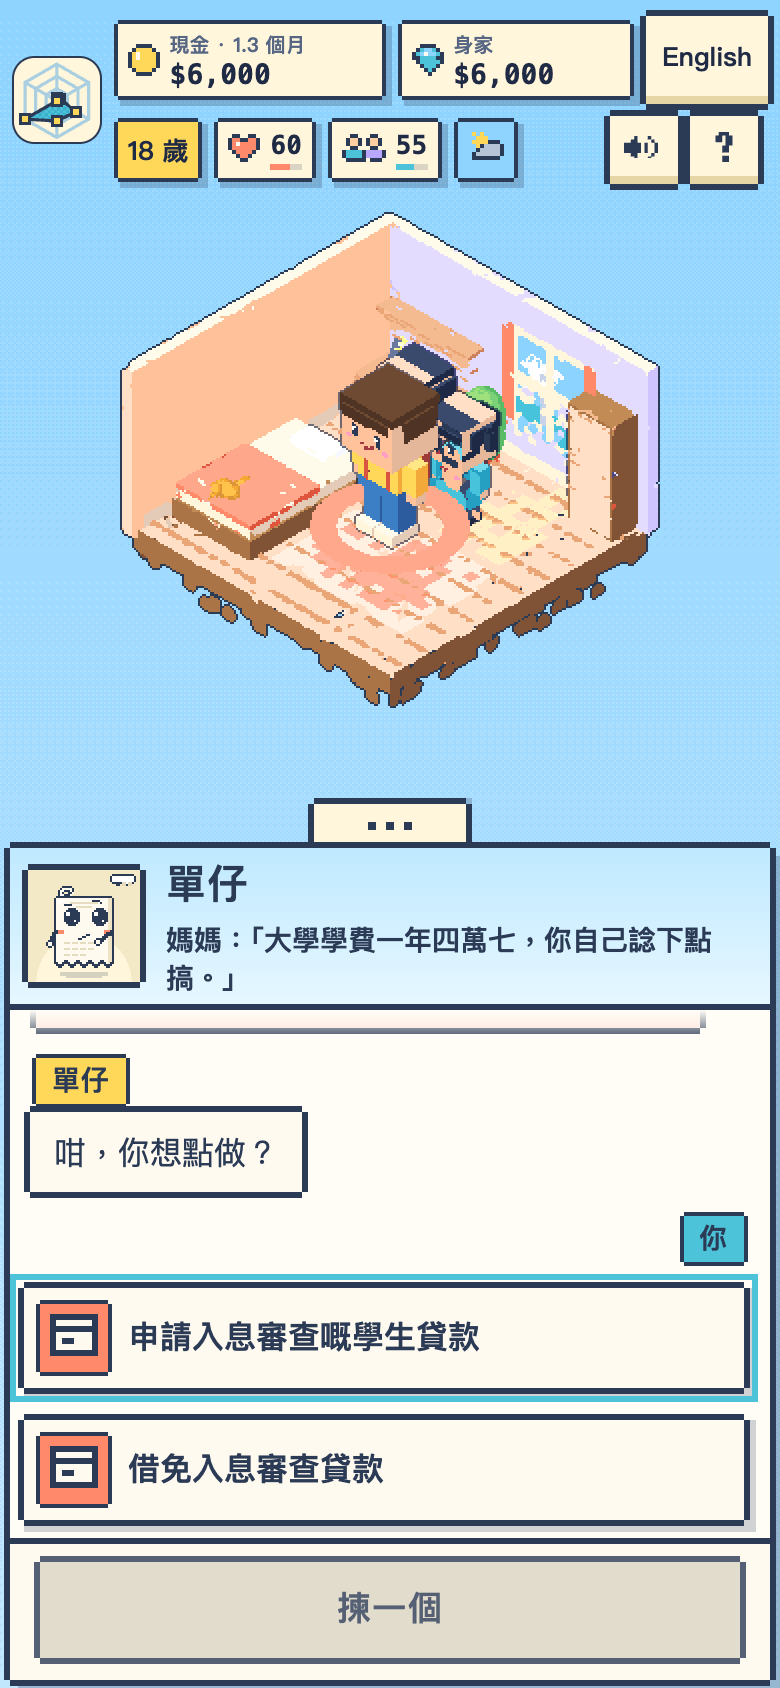 現金 · 1.3 個月
$6,000
身家
$6,000
English
18 歲
60
55
?
單仔
媽媽：「大學學費一年四萬七，你自己諗下點
搞。」
單仔
咁，你想點做？
你
申請入息審查嘅學生貸款
借免入息審查貸款
揀一個